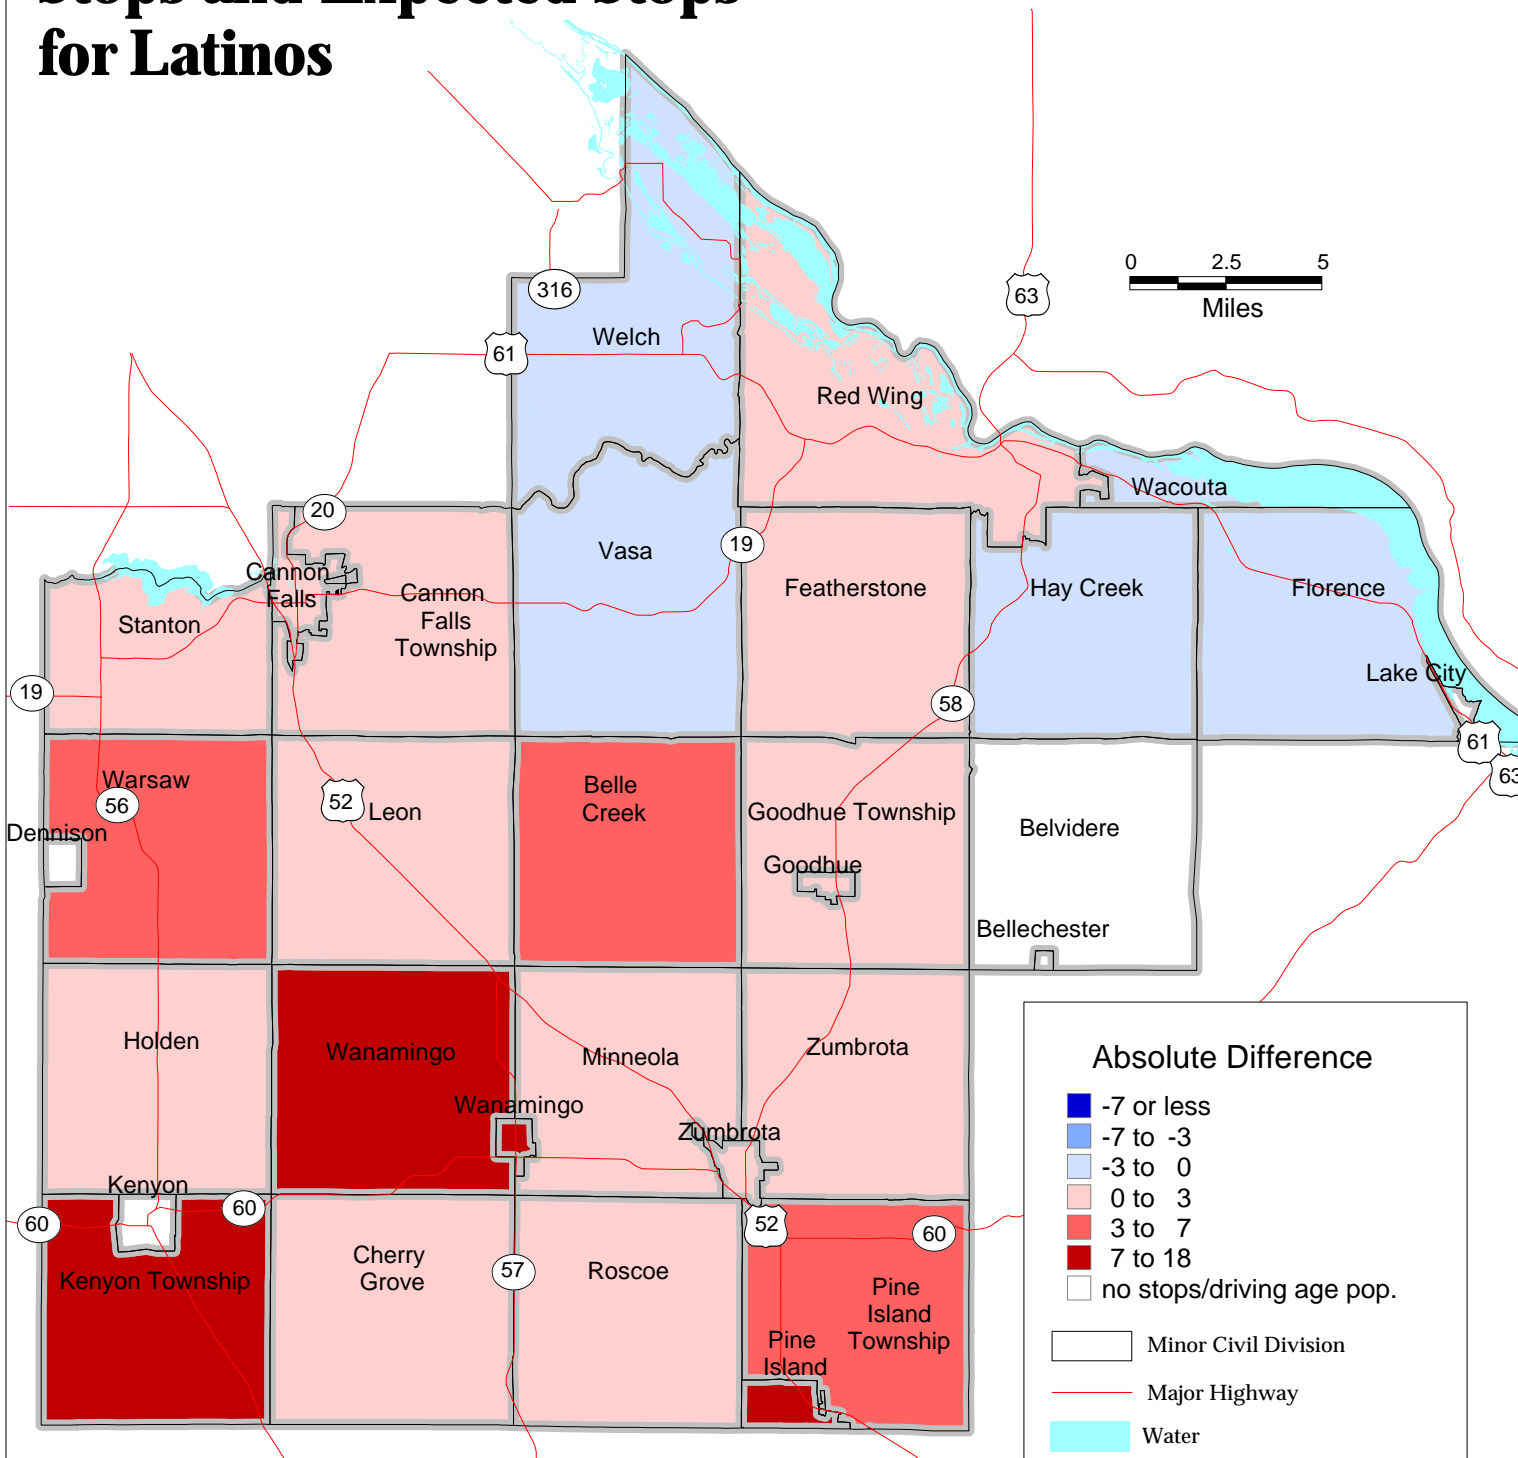 Stops and Expected Stops
for Latinos
0 2.5 5
Miles
63
316
61
Welch
Red Wing
Wacouta
20
19
Vasa
Cannon
Falls
Cannon
Falls
Township
Featherstone
Hay Creek
Florence
Stanton
Lake City
19
58
61
63
Warsaw
56
52
Leon
Belle
Creek
Goodhue Township
Goodhue
Belvidere
Dennison
Bellechester
Holden
Wanamingo
Minneola
Zumbrota
Wanamingo
Zumbrota
Kenyon
60
60
52
60
Kenyon Township
Cherry
Grove
57
Roscoe
Pine
Island
Township
Pine
Island
Absolute Difference
-7 or less
-7 to -3
-3 to 0
0 to 3
3 to 7
7 to 18
no stops/driving age pop.
Minor Civil Division
Major Highway
Water